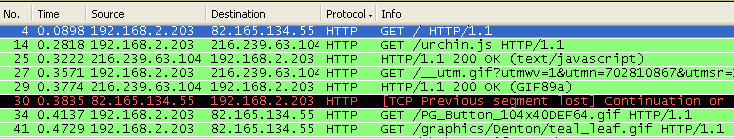 No. Time Source Destination Protocol Info
4 0.0898 192.168.2.203 82.165.134.55 HTTP GET / HTTP/1.1
14 0.2818 192.168.2.203 216.239.63.104 HTTP GET /urchin.js HTTP/1.1
25 0.3222 216.239.63.104 192.168.2.203 HTTP HTTP/1.1 200 OK (text/javascript)
27 0.3571 192.168.2.203 216.239.63.104 HTTP GET /__utm.gif?utmwv=1&utmn=702810867&utmsr=
29 0.3774 216.239.63.104 192.168.2.203 HTTP HTTP/1.1 200 OK (GIF89a)
30 0.3835 82.165.134.55 192.168.2.203 HTTP [TCP Previous segment lost] Continuation or
34 0.4137 192.168.2.203 82.165.134.55 HTTP GET /PG_Button_104x40DEF64.gif HTTP/1.1
41 0.4729 192.168.2.203 82.165.134.55 HTTP GET /graphics/Denton/teal_leaf.gif HTTP/1.1